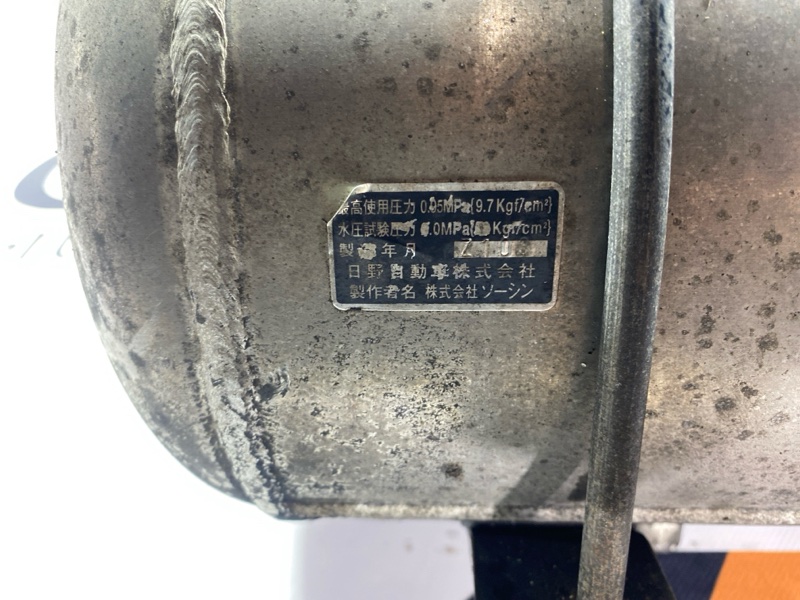 最高使用圧力 0.95MPa{9.7Kgf/cm²}
水圧試験圧力 MPa{ Kgf/cm²}
製 年月
日野自動車株式会社
製作者名 株式会社ソーシン